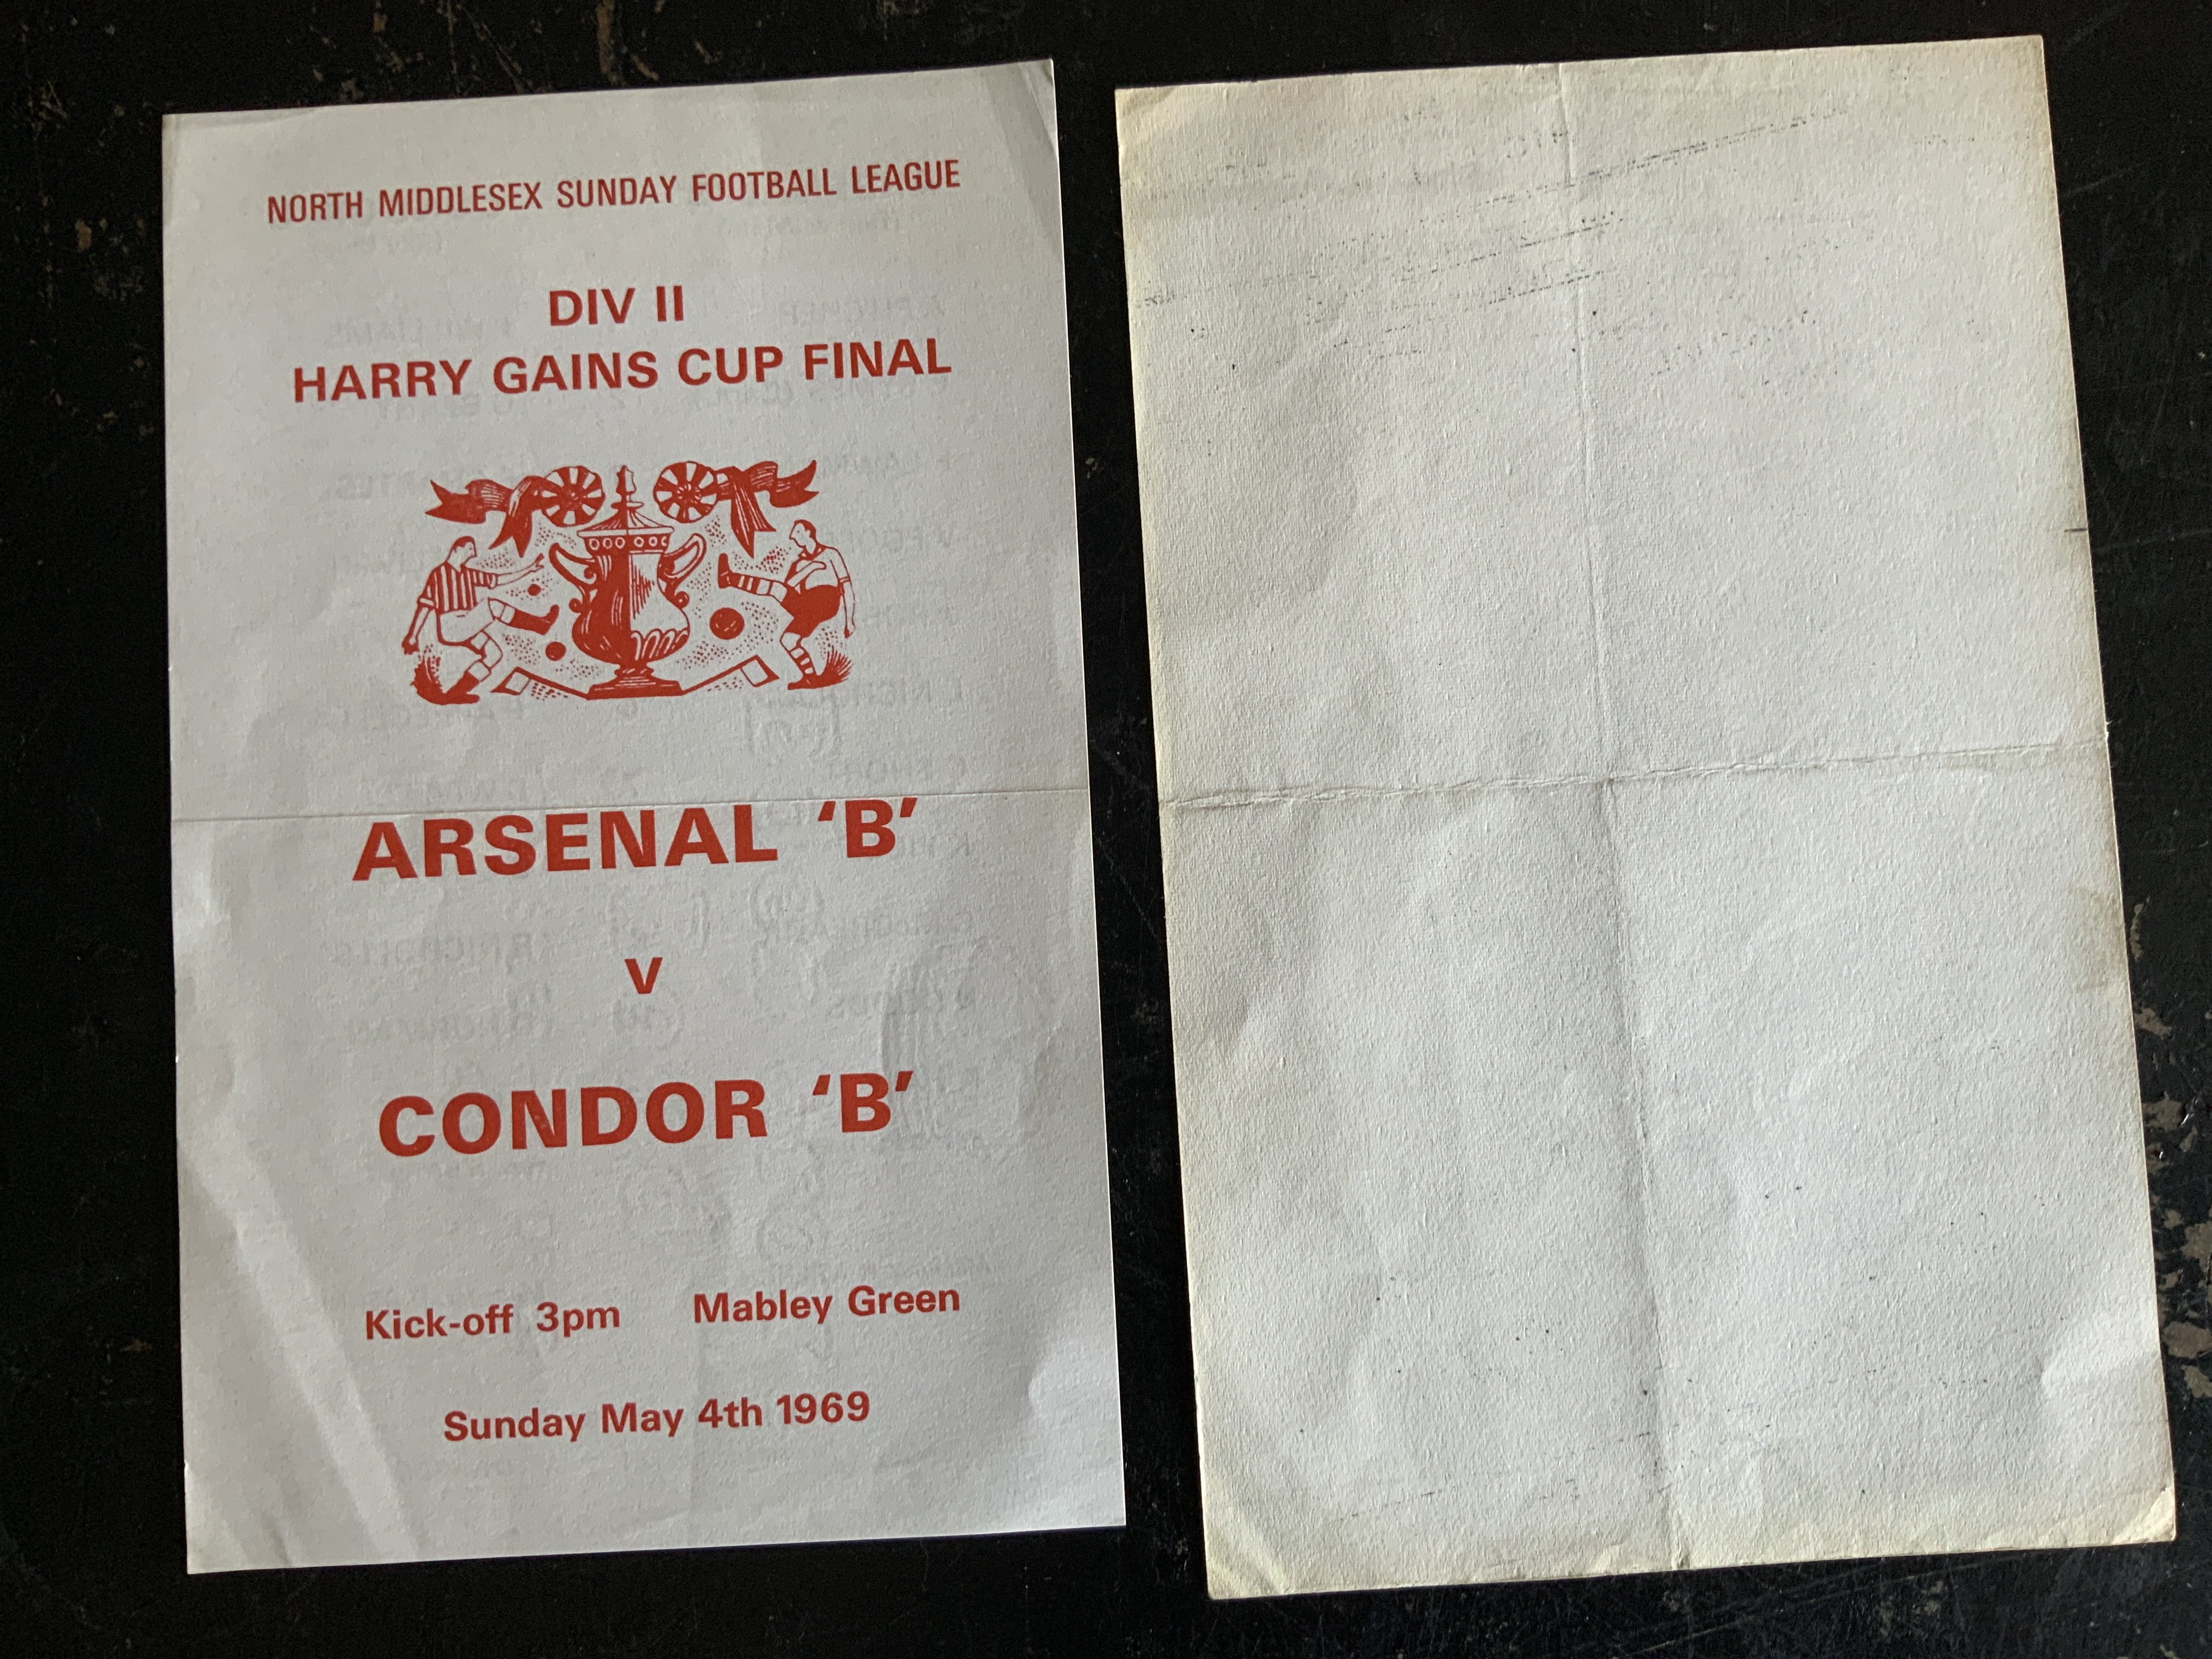 NORTH MIDDLESEX SUNDAY FOOTBALL LEAGUE
DIV II
HARRY GAINS CUP FINAL
ARSENAL 'B'
v
CONDOR 'B'
Kick-off 3pm Mabley Green
Sunday May 4th 1969